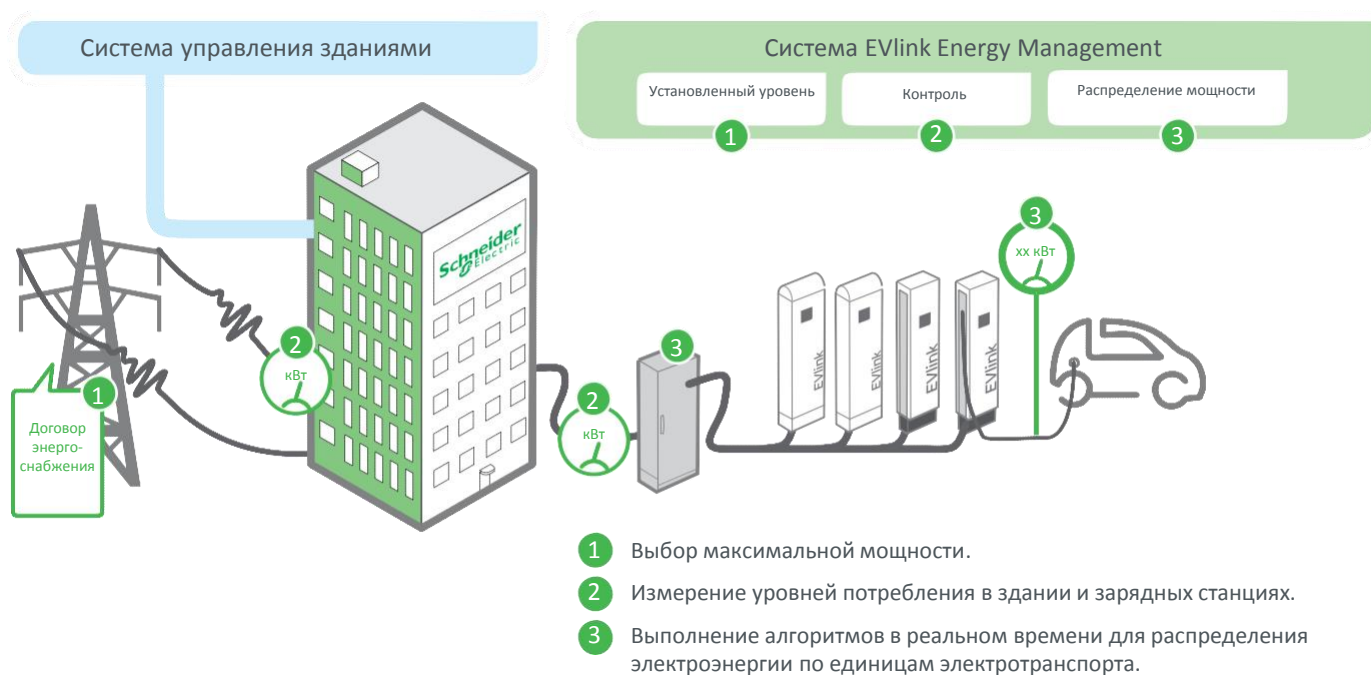 Система управления зданиями
Система EVlink Energy Management
Установленный уровень
Контроль
Распределение мощности
1
2
3
Schneider
Electric
3
xx кВт
2
кВт
1
Договор
энерго-
снабжения
2
кВт
3
EVlink
EVlink
EVlink
EVlink
1 Выбор максимальной мощности.
2 Измерение уровней потребления в здании и зарядных станциях.
3 Выполнение алгоритмов в реальном времени для распределения
электроэнергии по единицам электротранспорта.